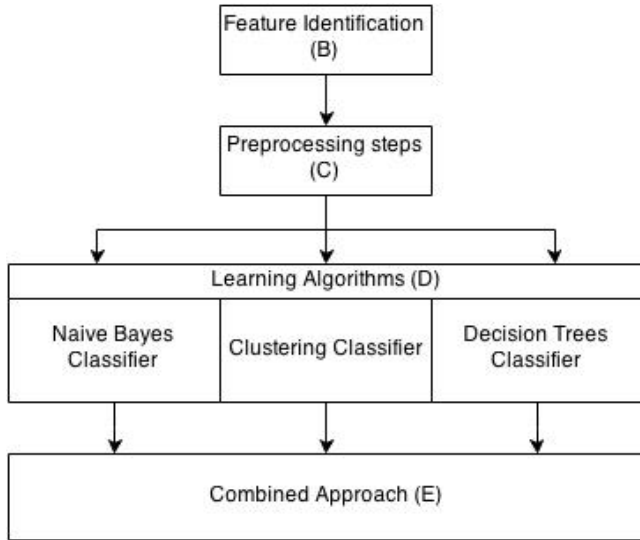 Feature Identification
(B)
Preprocessing steps
(C)
Learning Algorithms (D)
Naive Bayes
Classifier
Clustering Classifier
Decision Trees
Classifier
Combined Approach (E)